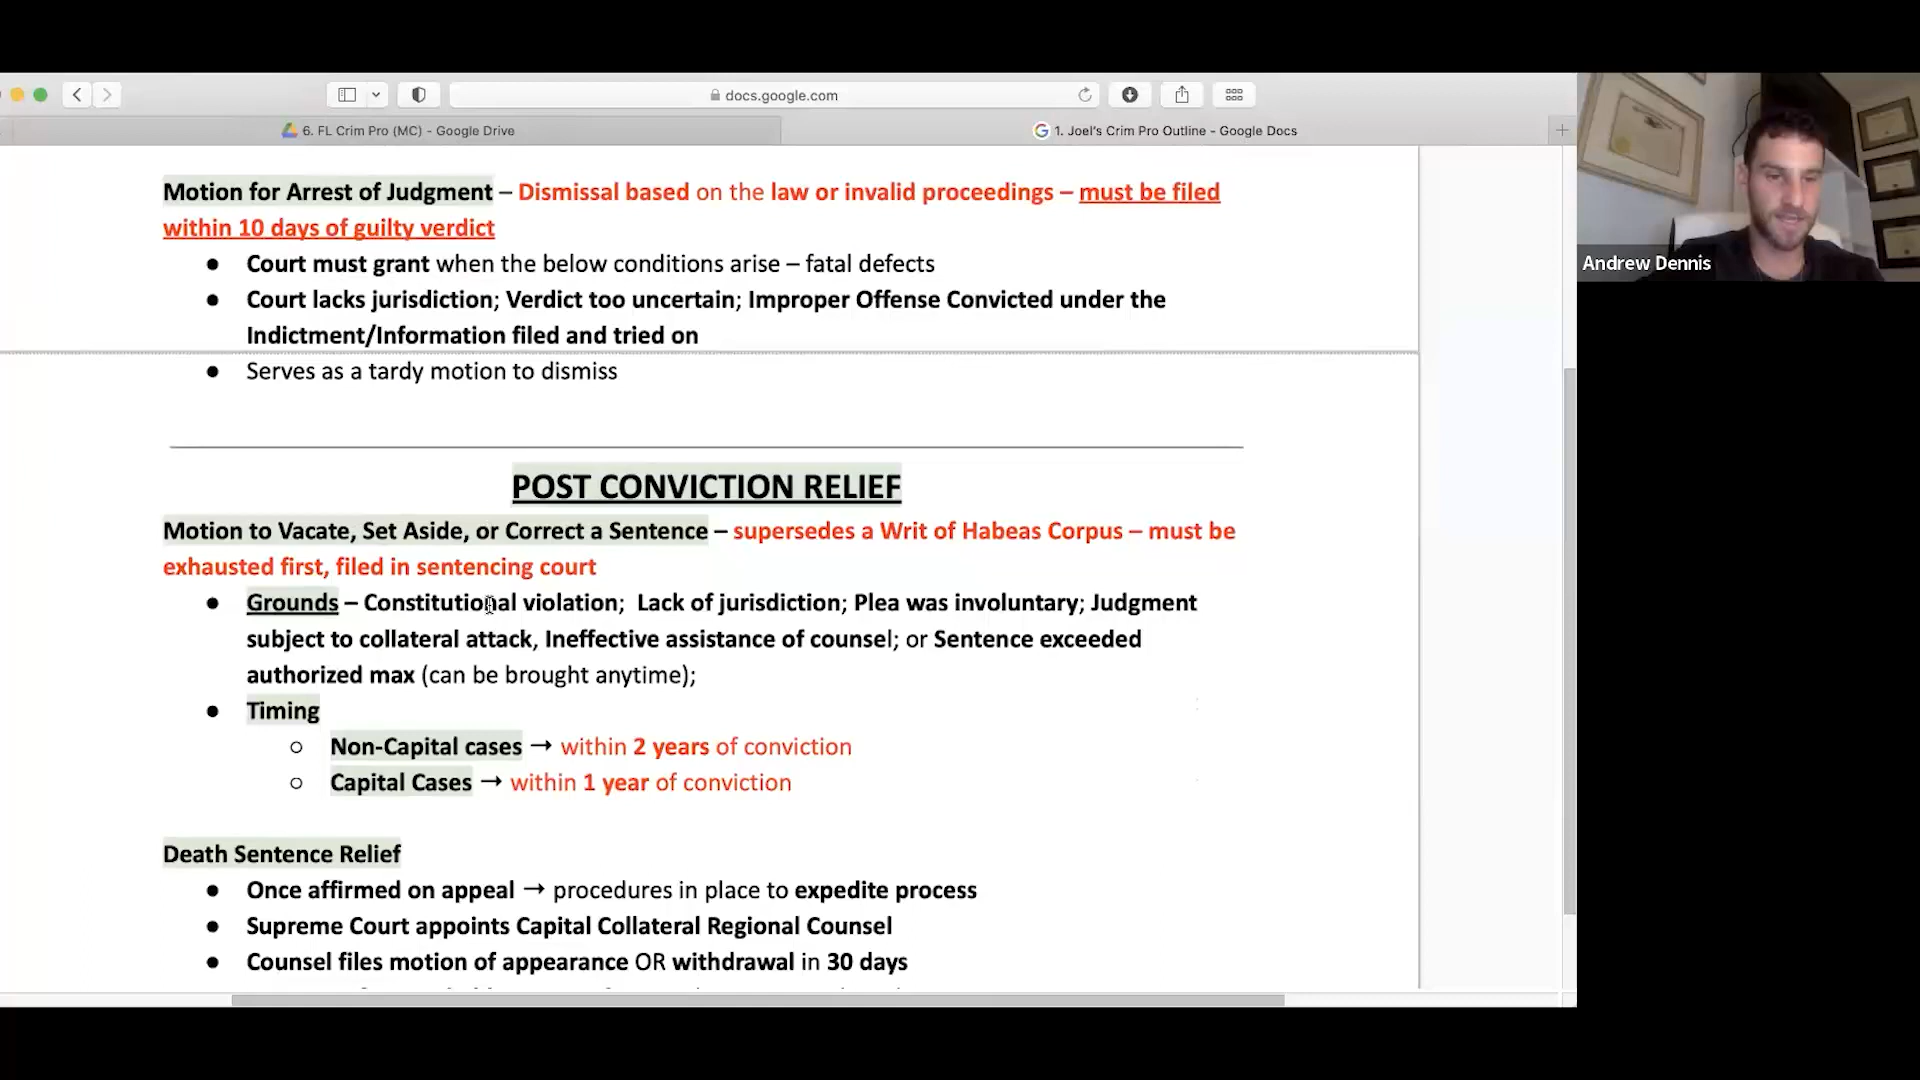 docs.google.com
6. FL Crim Pro (MC) - Google Drive
1. Joel's Crim Pro Outline - Google Docs
Andrew Dennis
Motion for Arrest of Judgment – Dismissal based on the law or invalid proceedings – must be filed
within 10 days of guilty verdict
● Court must grant when the below conditions arise – fatal defects
● Court lacks jurisdiction; Verdict too uncertain; Improper Offense Convicted under the
Indictment/Information filed and tried on
● Serves as a tardy motion to dismiss
POST CONVICTION RELIEF
Motion to Vacate, Set Aside, or Correct a Sentence – supersedes a Writ of Habeas Corpus – must be
exhausted first, filed in sentencing court
● Grounds – Constitutional violation; Lack of jurisdiction; Plea was involuntary; Judgment
subject to collateral attack, Ineffective assistance of counsel; or Sentence exceeded
authorized max (can be brought anytime);
● Timing
○ Non-Capital cases → within 2 years of conviction
○ Capital Cases → within 1 year of conviction
Death Sentence Relief
● Once affirmed on appeal → procedures in place to expedite process
● Supreme Court appoints Capital Collateral Regional Counsel
● Counsel files motion of appearance OR withdrawal in 30 days